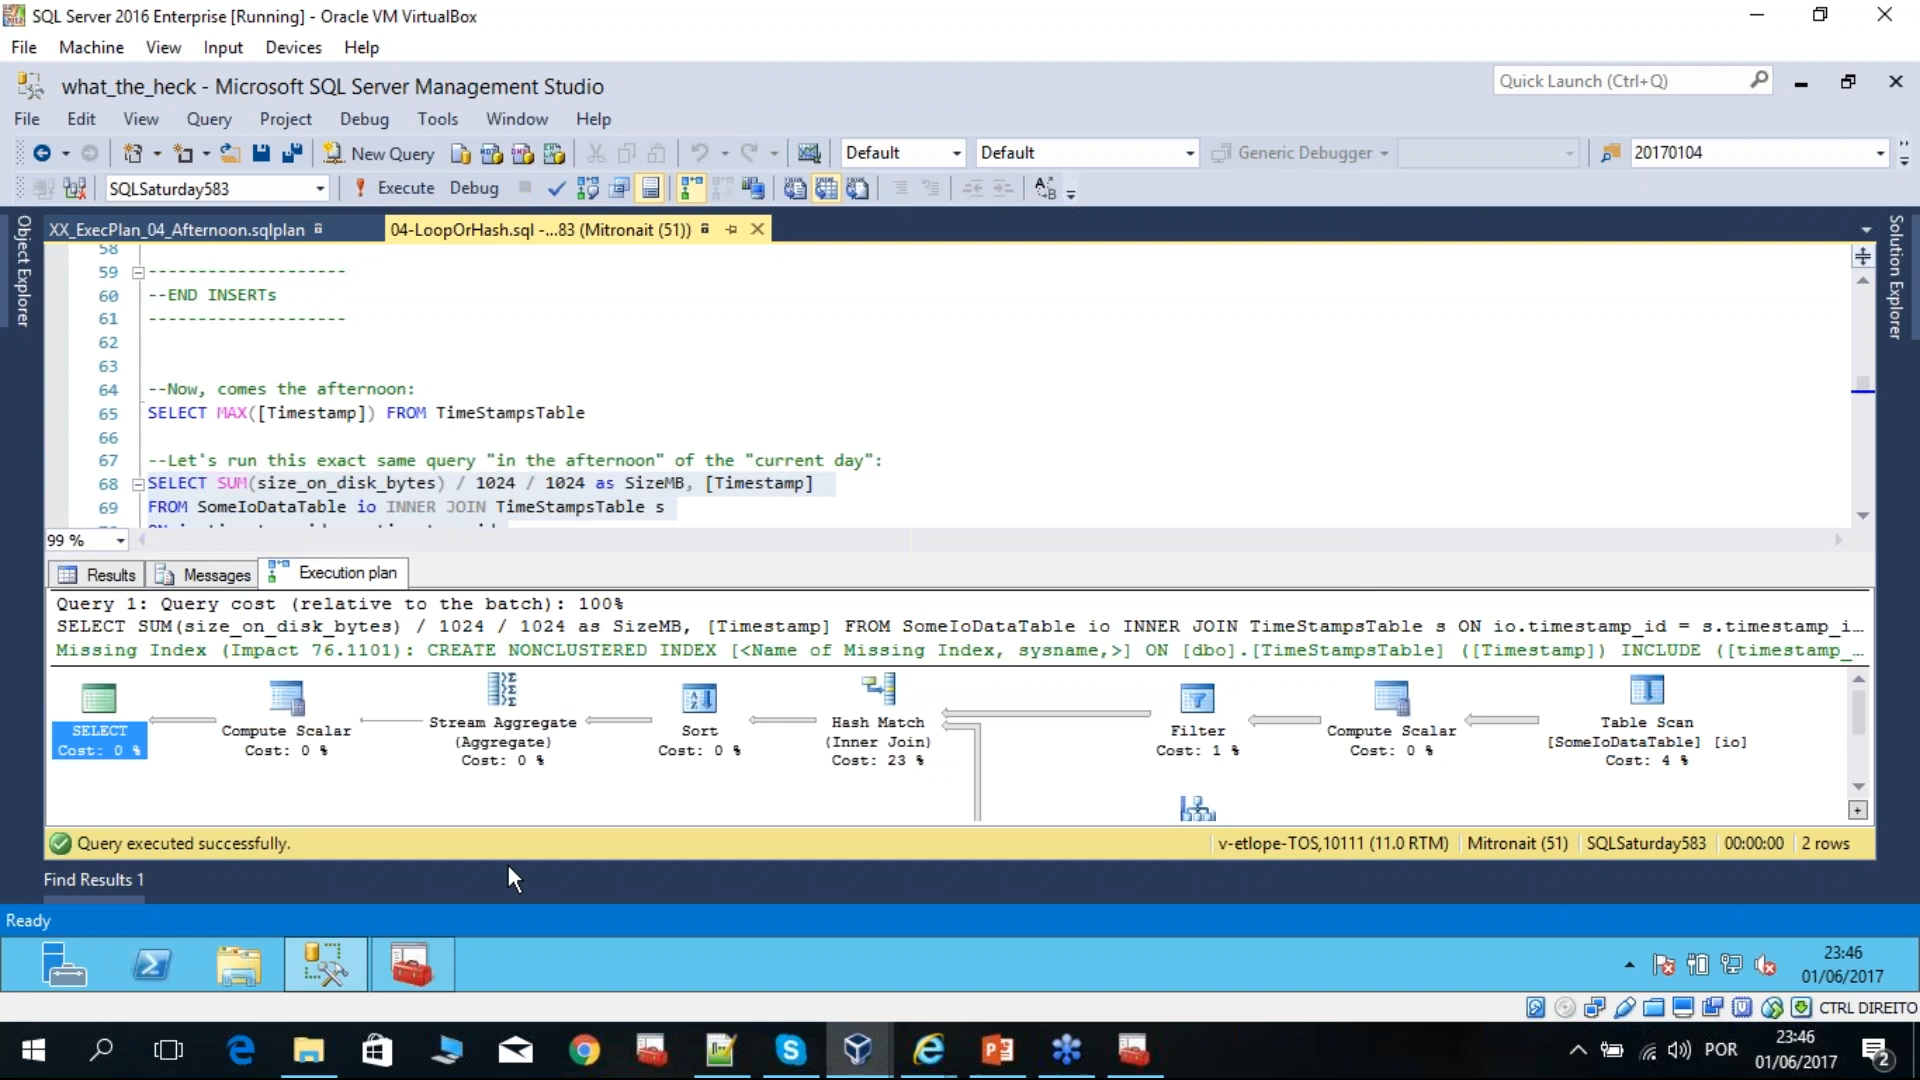 SQL Server 2016 Enterprise [Running] - Oracle VM VirtualBox
File Machine View Input Devices Help
what_the_heck - Microsoft SQL Server Management Studio
Quick Launch (Ctrl+Q)
File Edit View Query Project Debug Tools Window Help
New Query Default Default Generic Debugger 20170104
SQLSaturday583 Execute Debug
Object Explorer
Solution Explorer
XX_ExecPlan_04_Afternoon.sqlplan 04-LoopOrHash.sql -...83 (Mitronait (51))
58
59 --------------------
60 --END INSERTs
61 --------------------
62
63
64 --Now, comes the afternoon:
65 SELECT MAX([Timestamp]) FROM TimeStampsTable
66
67 --Let's run this exact same query "in the afternoon" of the "current day":
68 SELECT SUM(size_on_disk_bytes) / 1024 / 1024 as SizeMB, [Timestamp]
69 FROM SomeIoDataTable io INNER JOIN TimeStampsTable s
99 %
Results Messages Execution plan
Query 1: Query cost (relative to the batch): 100%
SELECT SUM(size_on_disk_bytes) / 1024 / 1024 as SizeMB, [Timestamp] FROM SomeIoDataTable io INNER JOIN TimeStampsTable s ON io.timestamp_id = s.timestamp_i...
Missing Index (Impact 76.1101): CREATE NONCLUSTERED INDEX [<Name of Missing Index, sysname,>] ON [dbo].[TimeStampsTable] ([Timestamp]) INCLUDE ([timestamp_...
SELECT
Cost: 0 %
Compute Scalar
Cost: 0 %
Stream Aggregate
(Aggregate)
Cost: 0 %
Sort
Cost: 0 %
Hash Match
(Inner Join)
Cost: 23 %
Filter
Cost: 1 %
Compute Scalar
Cost: 0 %
Table Scan
[SomeIoDataTable] [io]
Cost: 4 %
Query executed successfully. v-etlope-TOS,10111 (11.0 RTM) Mitronait (51) SQLSaturday583 00:00:00 2 rows
Find Results 1
Ready
23:46
01/06/2017
CTRL DIREITO
POR
23:46
01/06/2017
2